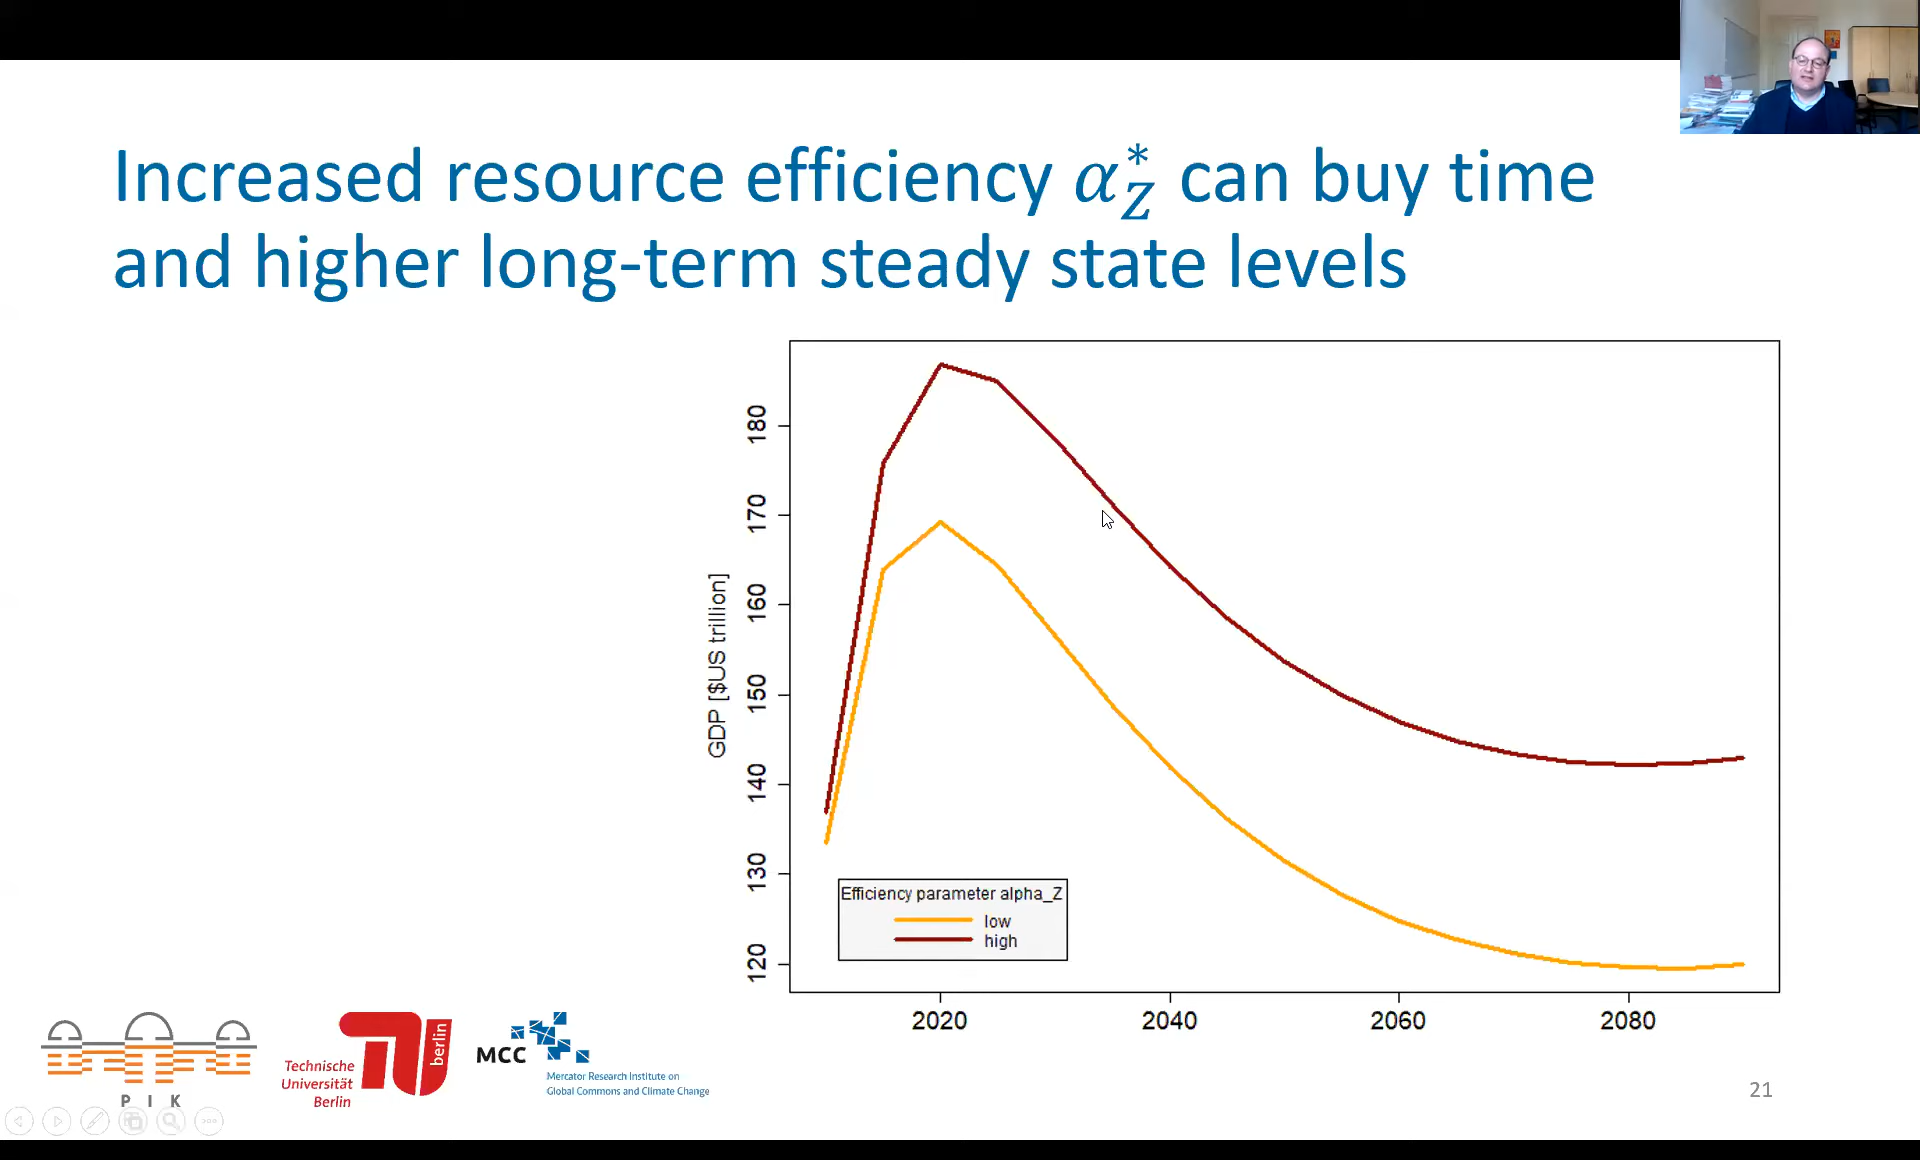 Increased resource efficiency α*Z can buy time
and higher long-term steady state levels
GDP [$US trillion]
180
170
160
150
140
130
120
Efficiency parameter alpha_Z
low
high
2020 2040 2060 2080
PIK
Technische
Universität
Berlin
berlin
MCC
Mercator Research Institute on
Global Commons and Climate Change
21